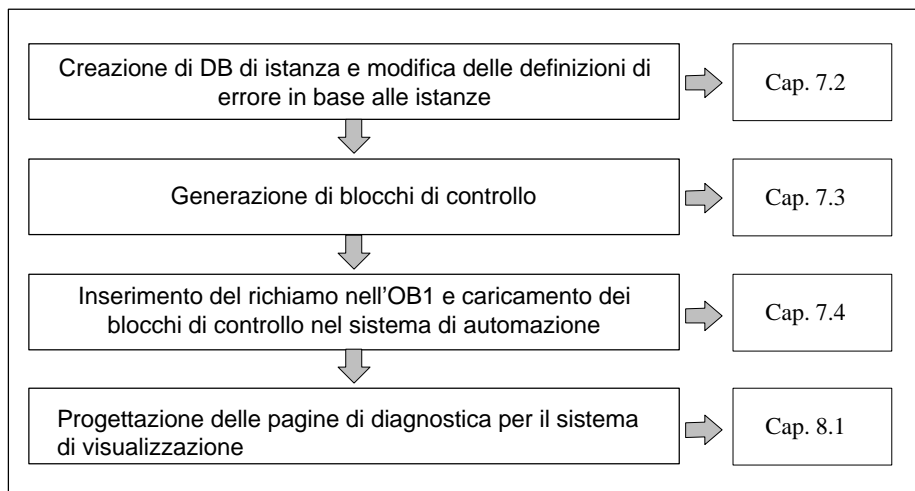 Creazione di DB di istanza e modifica delle definizioni di
errore in base alle istanze
Cap. 7.2
Generazione di blocchi di controllo
Cap. 7.3
Inserimento del richiamo nell'OB1 e caricamento dei
blocchi di controllo nel sistema di automazione
Cap. 7.4
Progettazione delle pagine di diagnostica per il sistema
di visualizzazione
Cap. 8.1